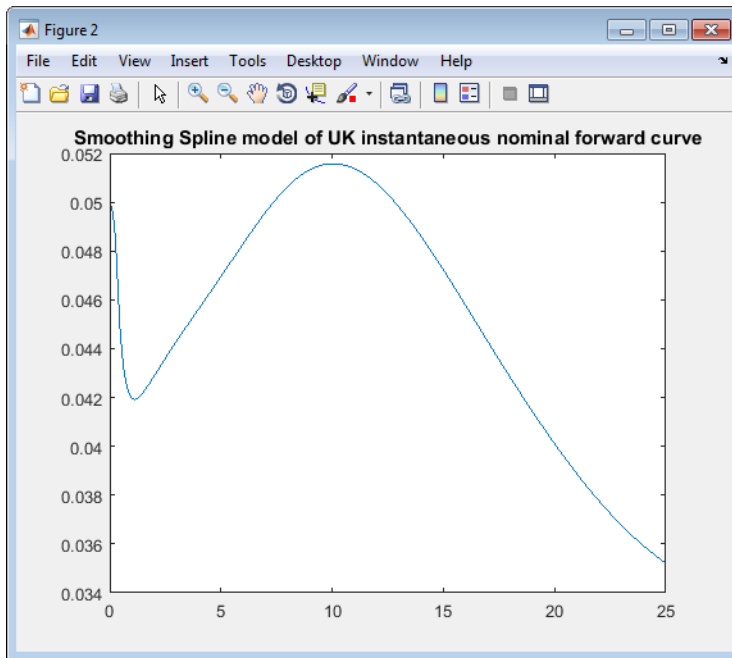 Figure 2
File Edit View Insert Tools Desktop Window Help
Smoothing Spline model of UK instantaneous nominal forward curve
0.052
0.05
0.048
0.046
0.044
0.042
0.04
0.038
0.036
0.034
0 5 10 15 20 25